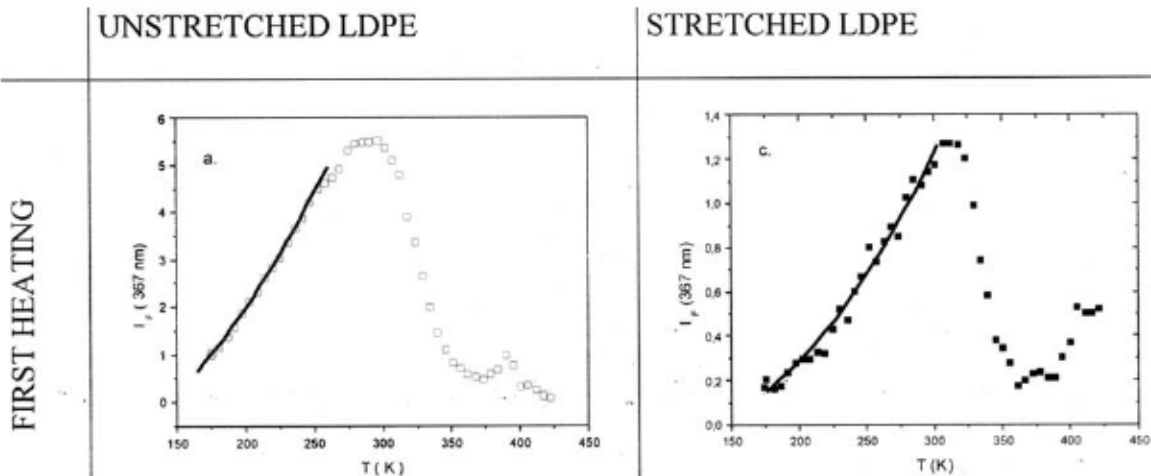 UNSTRETCHED LDPE
STRETCHED LDPE
FIRST HEATING
a.
I_F (367 nm)
6
5
4
3
2
1
0
150 200 250 300 350 400 450
T (K)
c.
I_F (367 nm)
1,4
1,2
1,0
0,8
0,6
0,4
0,2
0,0
150 200 250 300 350 400 450
T (K)